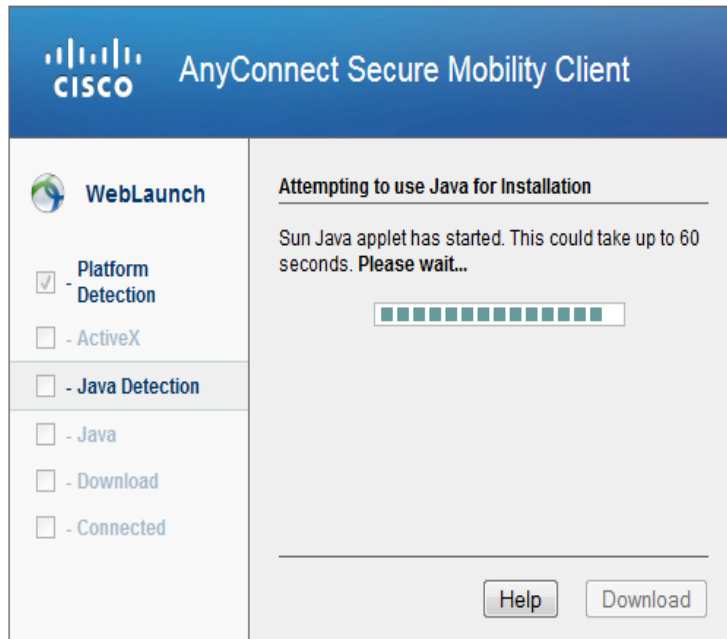 CISCO
AnyConnect Secure Mobility Client
WebLaunch
- Platform
Detection
- ActiveX
- Java Detection
- Java
- Download
- Connected
Attempting to use Java for Installation
Sun Java applet has started. This could take up to 60
seconds. Please wait...
Help
Download